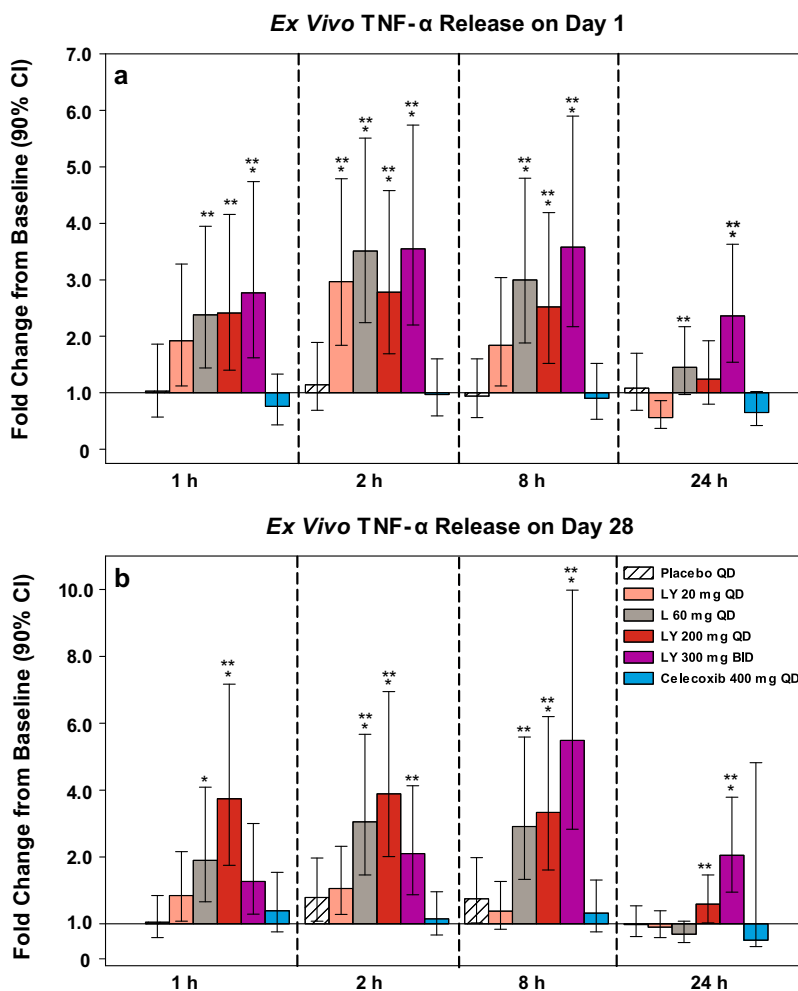 Ex Vivo TNF-α Release on Day 1
Fold Change from Baseline (90% CI)
a
7.0
6.0
5.0
4.0
3.0
2.0
1.0
0
**
**
**
*
**
*
**
*
**
*
**
*
**
*
**
*
**
*
**
**
*
1 h
2 h
8 h
24 h
Ex Vivo TNF-α Release on Day 28
Fold Change from Baseline (90% CI)
b
10.0
8.0
6.0
4.0
2.0
1.0
0
*
**
*
**
*
**
*
**
**
**
*
**
*
**
**
*
Placebo QD
LY 20 mg QD
L 60 mg QD
LY 200 mg QD
LY 300 mg BID
Celecoxib 400 mg QD
1 h
2 h
8 h
24 h